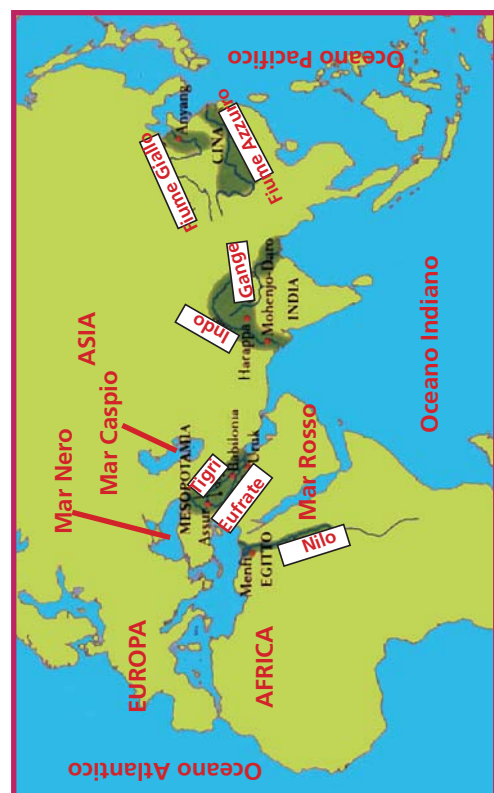 Oceano Atlantico
EUROPA
Mar Nero
Mar Caspio
ASIA
MESOPOTAMIA
Assur
Tigri
Babilonia
Eufrate
Uruk
Menfi
EGITTO
Nilo
AFRICA
Mar Rosso
Indo
Gange
Harappa
Mohenjo-Daro
INDIA
Fiume Giallo
Anyang
CINA
Fiume Azzurro
Oceano Pacifico
Oceano Indiano